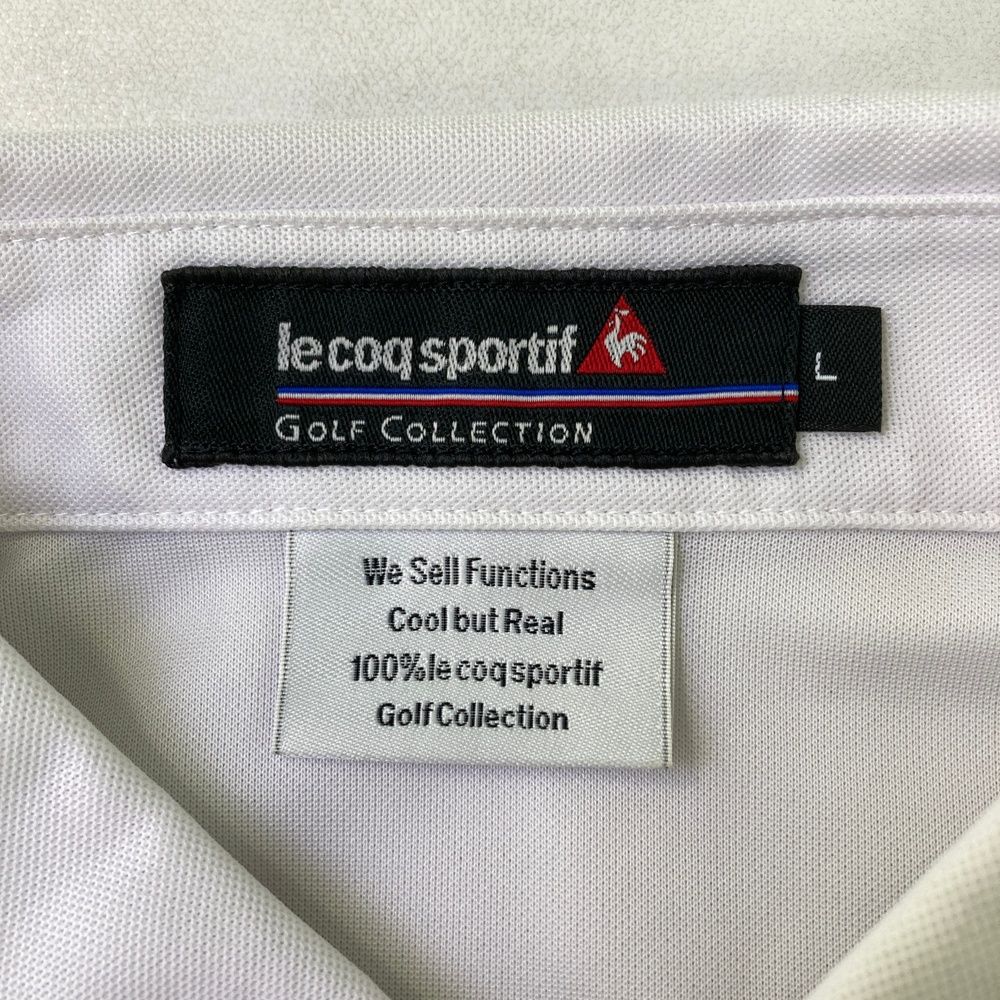 le coq sportif
GOLF COLLECTION
L
We Sell Functions
Cool but Real
100% le coq sportif
Golf Collection